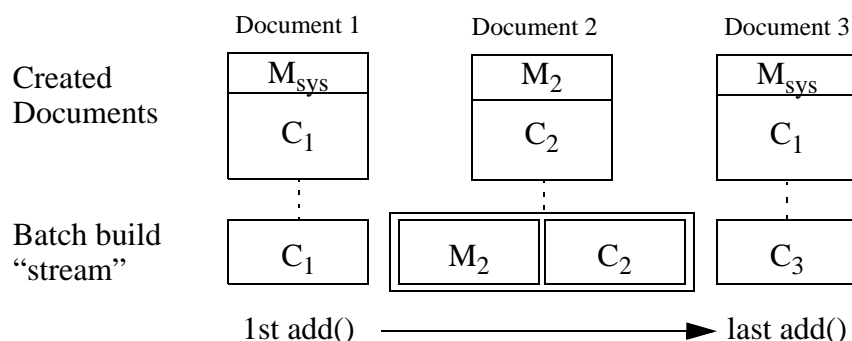 Document 1 Document 2 Document 3
Created
Documents
Msys M2 Msys
C1 C2 C1
Batch build
“stream”
C1 M2 C2 C3
1st add() last add()